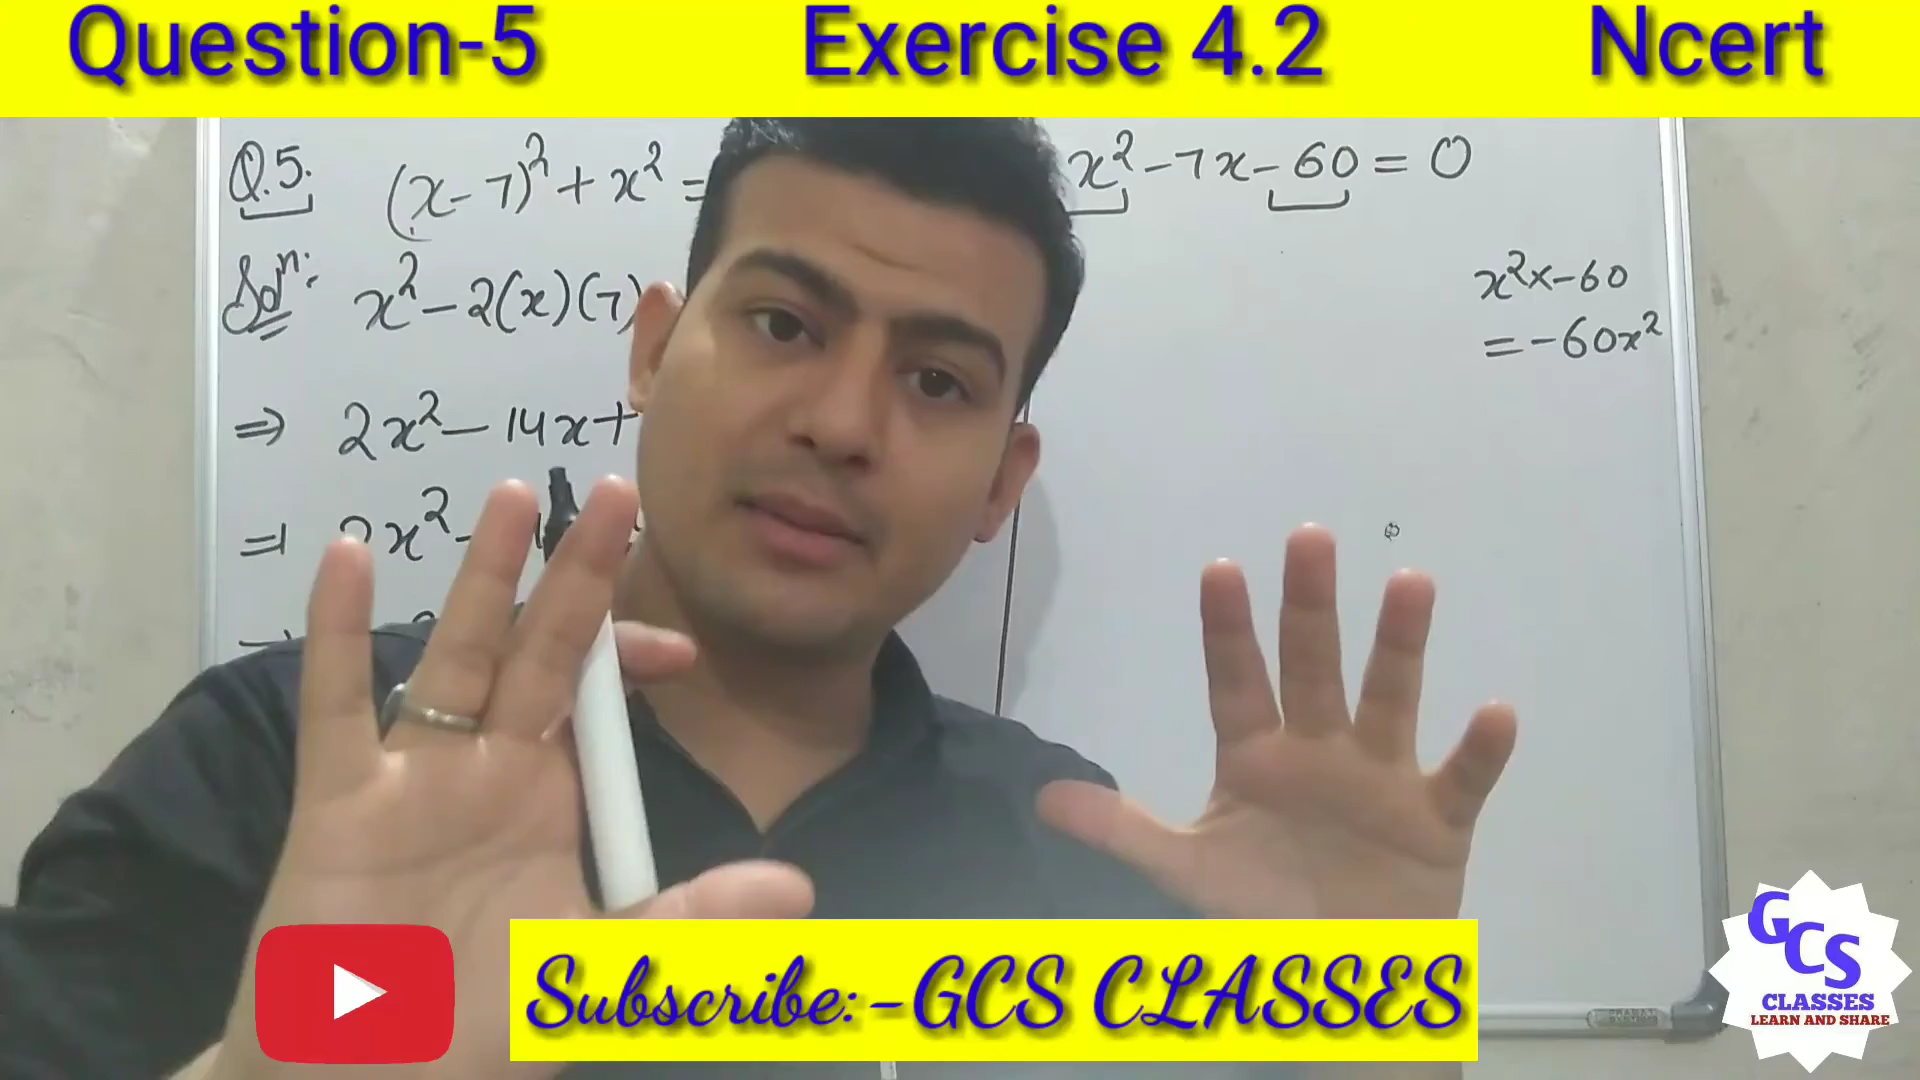 Question-5 Exercise 4.2 Ncert
Q.5. (x-7)² + x² =
Solⁿ: x² - 2(x)(7)
⇒ 2x² - 14x +
⇒ 2x² -
x² - 7x - 60 = 0
x² × -60
= -60x²
Subscribe:-GCS CLASSES
GCS
CLASSES
LEARN AND SHARE